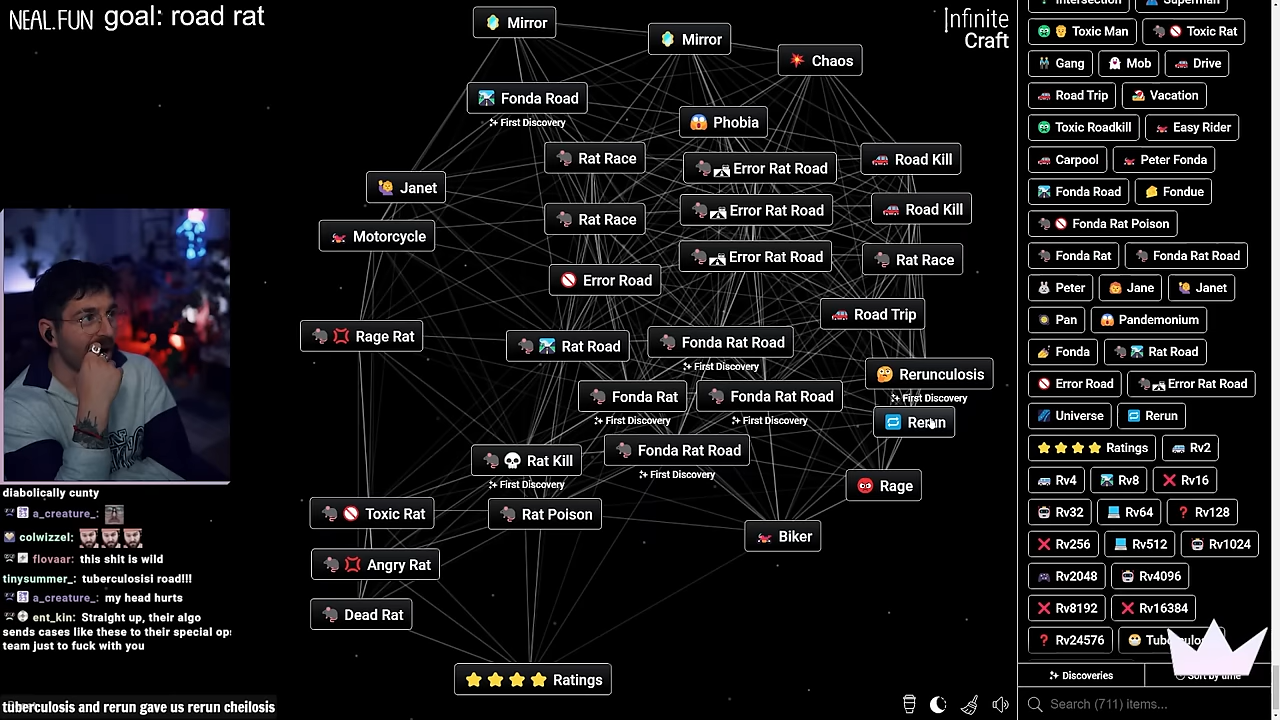 NEAL.FUN goal: road rat
Infinite
Craft
Mirror
Mirror
Chaos
Fonda Road
First Discovery
Phobia
Rat Race
Error Rat Road
Road Kill
Janet
Error Rat Road
Road Kill
Rat Race
Motorcycle
Error Rat Road
Rat Race
Error Road
Road Trip
Rage Rat
Rat Road
Fonda Rat Road
First Discovery
Rerunculosis
First Discovery
Fonda Rat
First Discovery
Fonda Rat Road
First Discovery
Rerun
Fonda Rat Road
First Discovery
Rat Kill
First Discovery
Rage
Toxic Rat
Rat Poison
Biker
Angry Rat
Dead Rat
Ratings
Intersection Superman
Toxic Man Toxic Rat
Gang Mob Drive
Road Trip Vacation
Toxic Roadkill Easy Rider
Carpool Peter Fonda
Fonda Road Fondue
Fonda Rat Poison
Fonda Rat Fonda Rat Road
Peter Jane Janet
Pan Pandemonium
Fonda Rat Road
Error Road Error Rat Road
Universe Rerun
Ratings Rv2
Rv4 Rv8 Rv16
Rv32 Rv64 Rv128
Rv256 Rv512 Rv1024
Rv2048 Rv4096
Rv8192 Rv16384
Rv24576
Discoveries Sort by time
Search (711) items...
diabolically cunty
a_creature_:
colwizzel:
flovaar: this shit is wild
tinysummer_: tuberculosisi road!!!
a_creature_: my head hurts
ent_kin: Straight up, their algo
sends cases like these to their special ops
team just to fuck with you
tuberculosis and rerun gave us rerun cheilosis